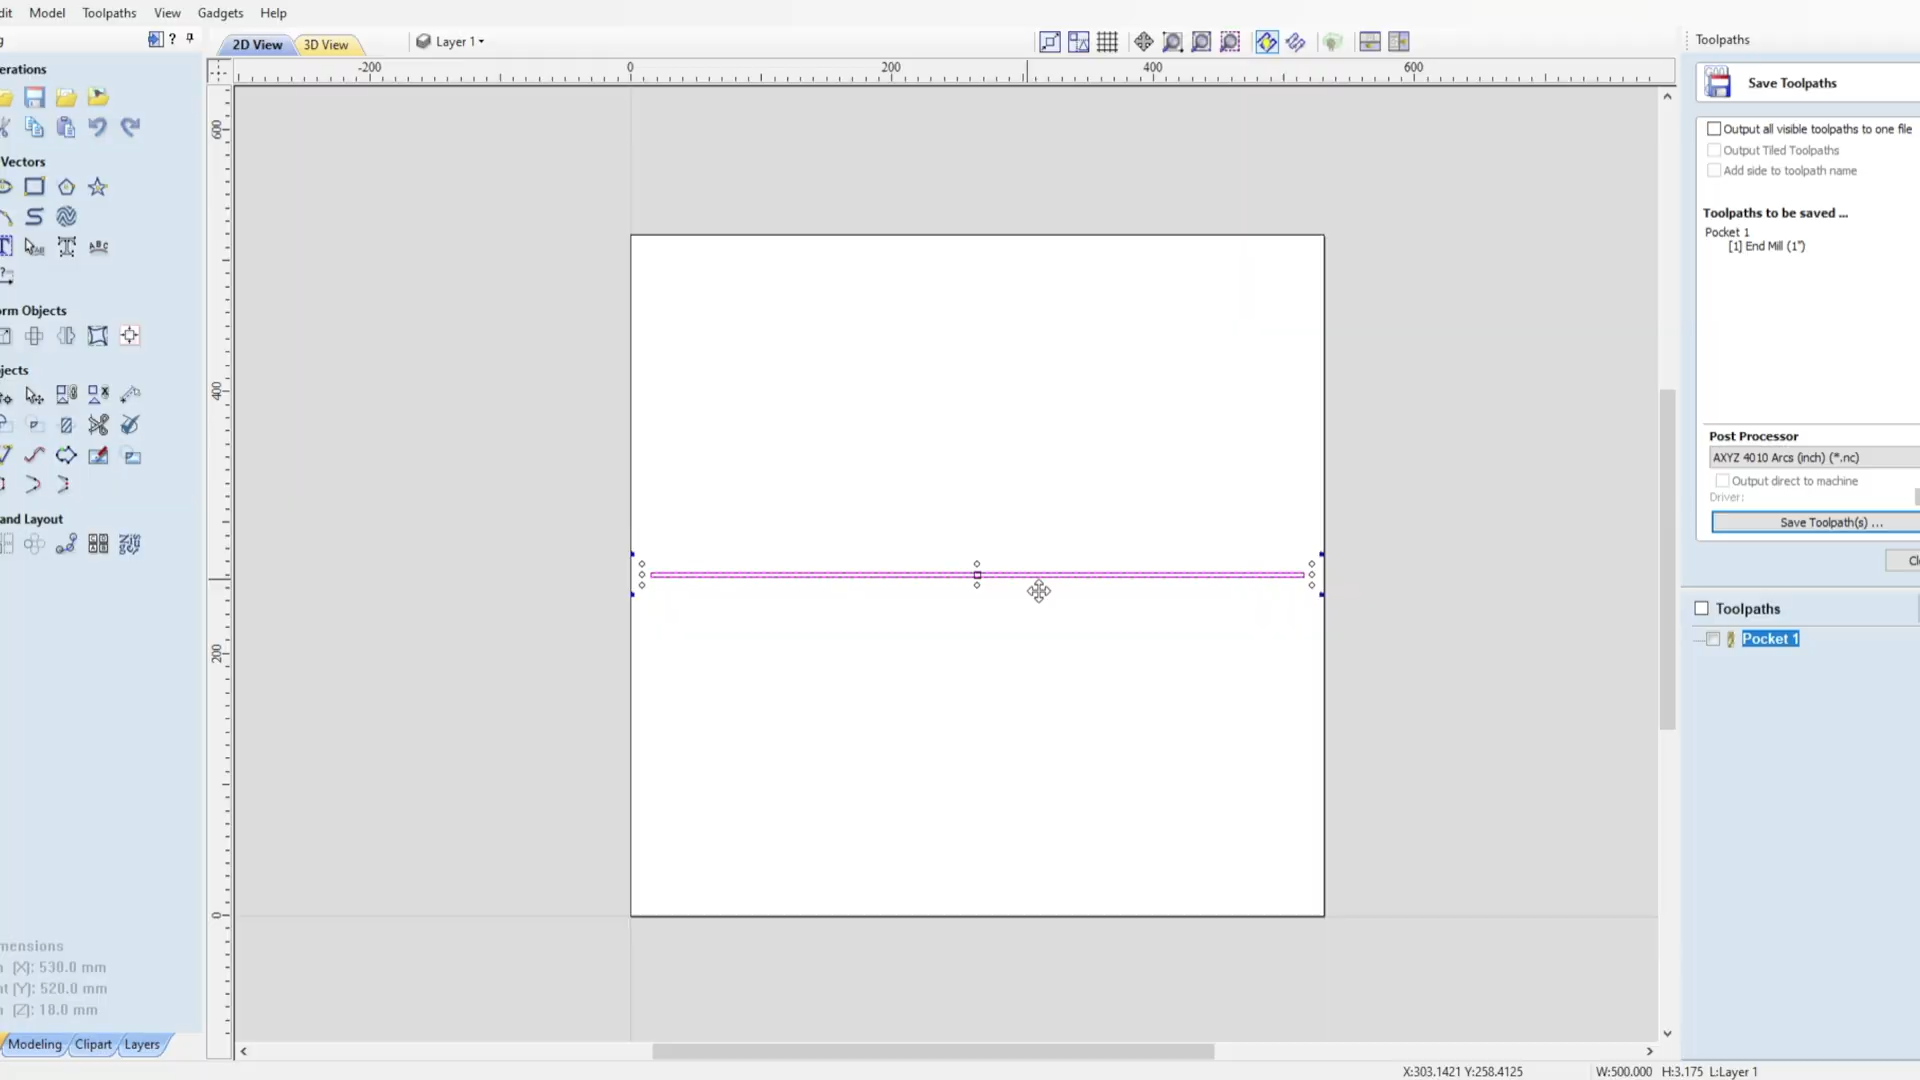 dit Model Toolpaths View Gadgets Help
g ?
2D View 3D View Layer 1
Toolpaths
erations
-200 0 200 400 600
Save Toolpaths
Output all visible toolpaths to one file
Output Tiled Toolpaths
Add side to toolpath name
600
Vectors
Toolpaths to be saved ...
Pocket 1
[1] End Mill (1")
ABC
orm Objects
jects
400
Post Processor
AXYZ 4010 Arcs (inch) (*.nc)
Output direct to machine
Driver:
Save Toolpath(s) ...
and Layout
Cl
Toolpaths
Pocket 1
200
0
mensions
n [X]: 530.0 mm
nt [Y]: 520.0 mm
n [Z]: 18.0 mm
Modeling Clipart Layers
X:303.1421 Y:258.4125 W:500.000 H:3.175 L:Layer 1